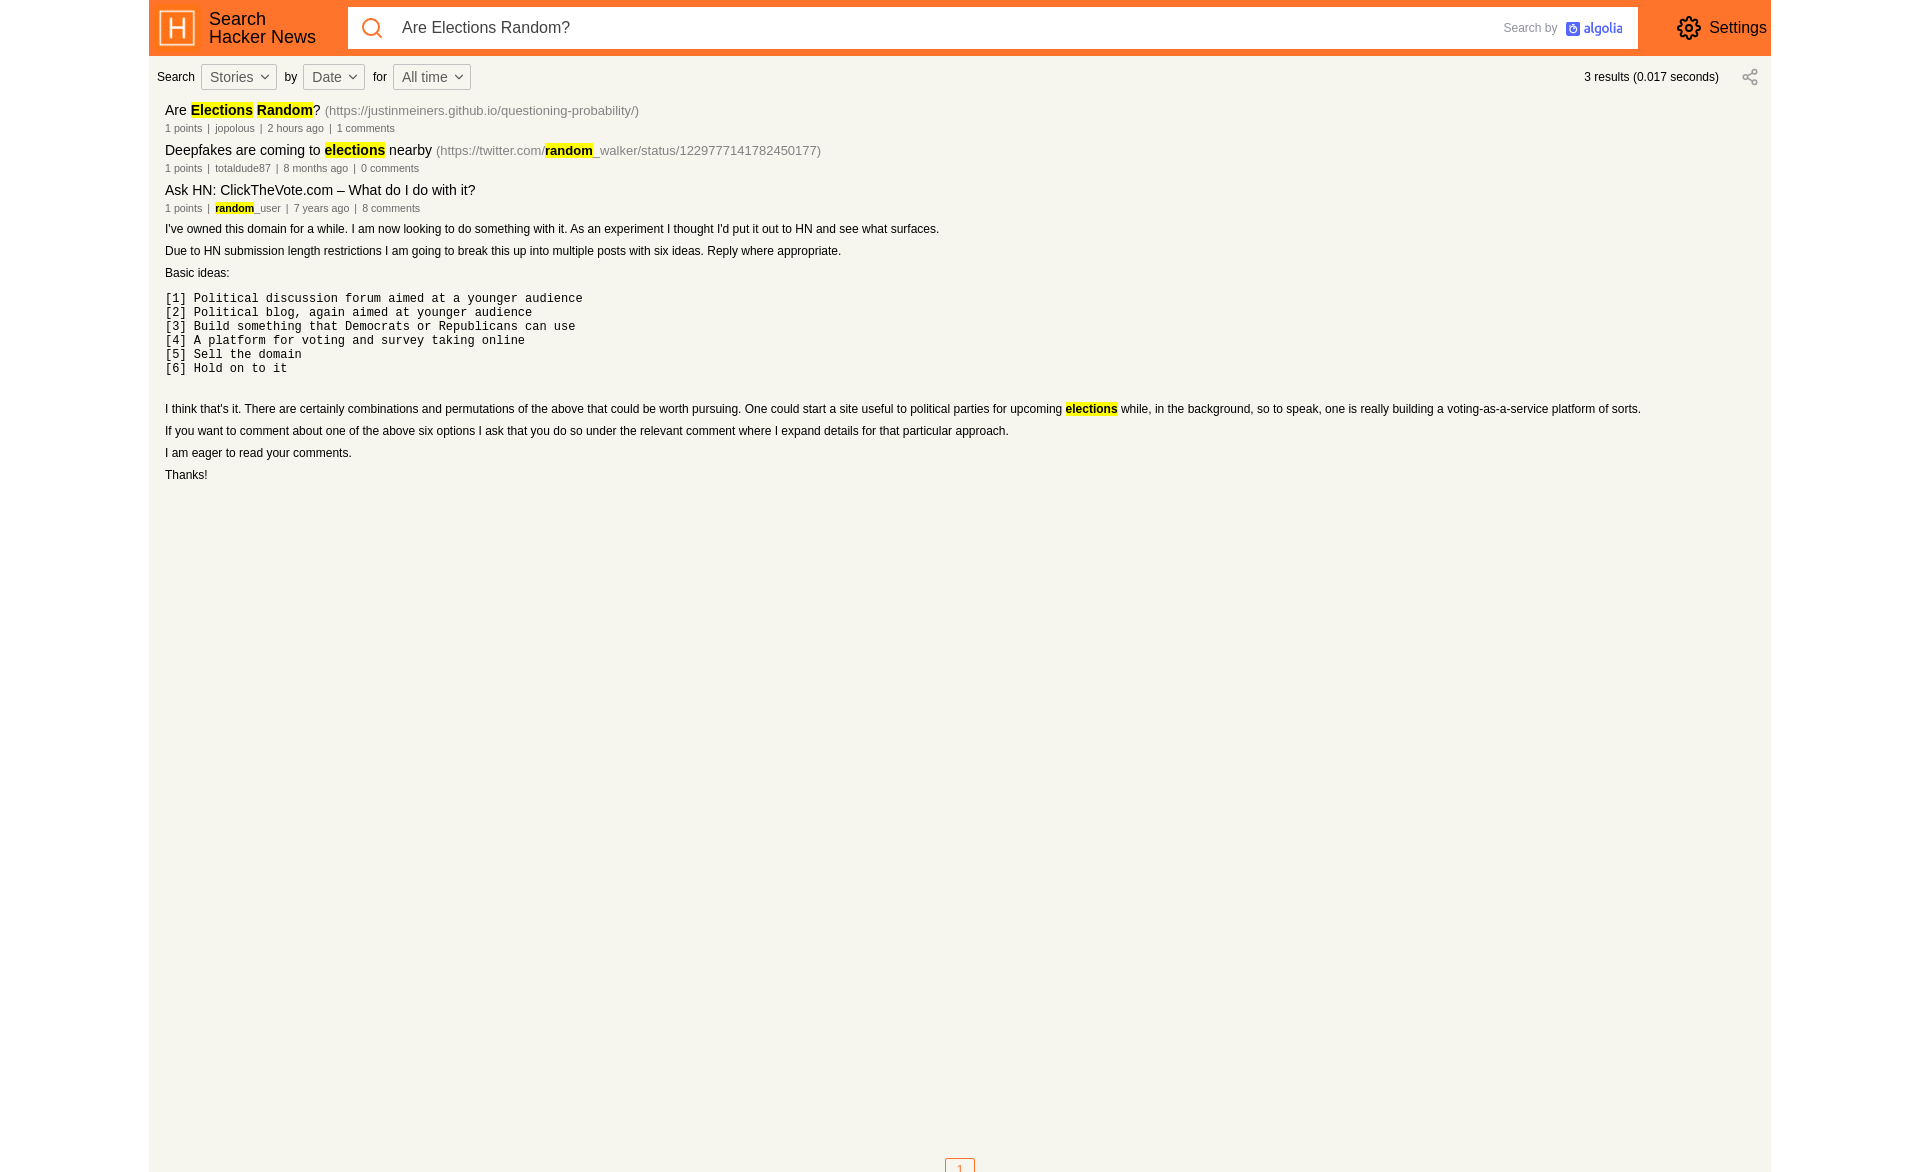 Search
Hacker News
Are Elections Random?
Search by algolia
Settings
Search Stories by Date for All time
3 results (0.017 seconds)
Are Elections Random? (https://justinmeiners.github.io/questioning-probability/)
1 points | jopolous | 2 hours ago | 1 comments
Deepfakes are coming to elections nearby (https://twitter.com/random_walker/status/1229777141782450177)
1 points | totaldude87 | 8 months ago | 0 comments
Ask HN: ClickTheVote.com – What do I do with it?
1 points | random_user | 7 years ago | 8 comments
I've owned this domain for a while. I am now looking to do something with it. As an experiment I thought I'd put it out to HN and see what surfaces.
Due to HN submission length restrictions I am going to break this up into multiple posts with six ideas. Reply where appropriate.
Basic ideas:
[1] Political discussion forum aimed at a younger audience
[2] Political blog, again aimed at younger audience
[3] Build something that Democrats or Republicans can use
[4] A platform for voting and survey taking online
[5] Sell the domain
[6] Hold on to it
I think that's it. There are certainly combinations and permutations of the above that could be worth pursuing. One could start a site useful to political parties for upcoming elections while, in the background, so to speak, one is really building a voting-as-a-service platform of sorts.
If you want to comment about one of the above six options I ask that you do so under the relevant comment where I expand details for that particular approach.
I am eager to read your comments.
Thanks!
1